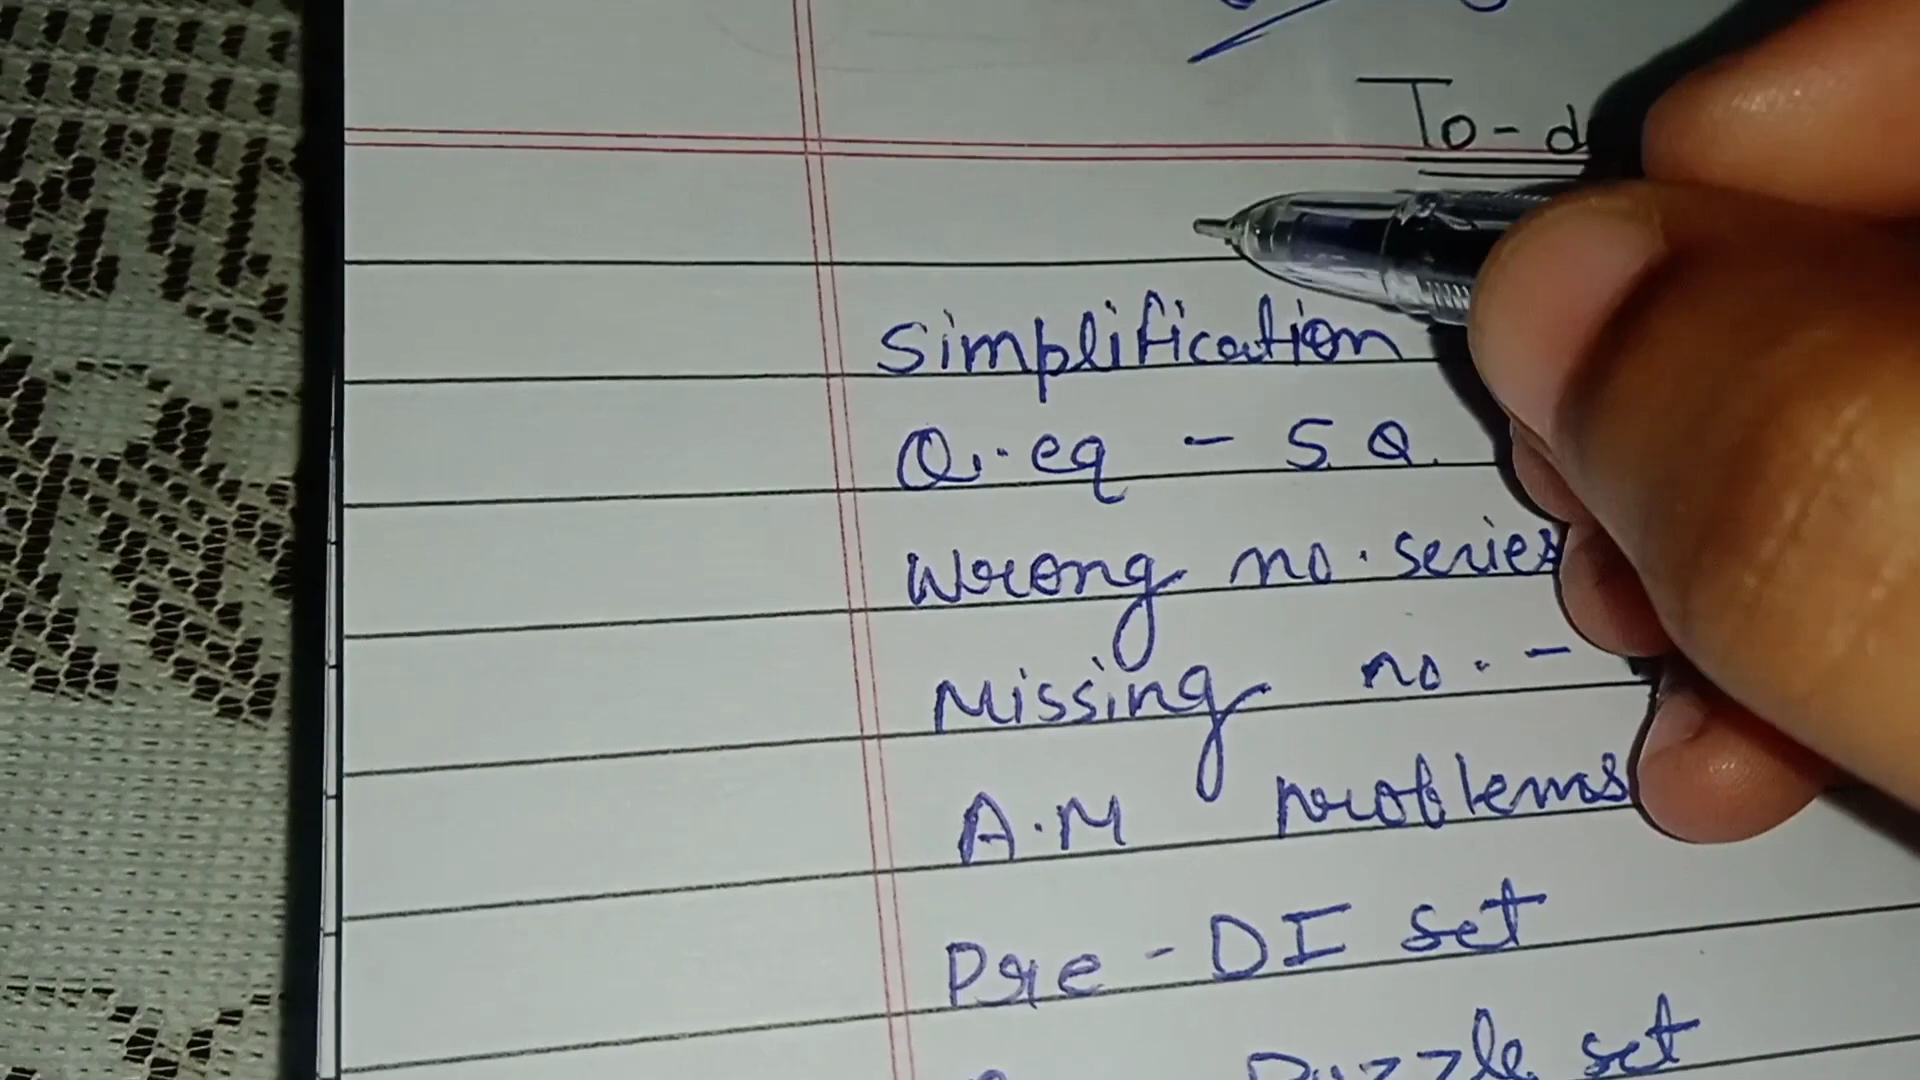 To-d
Simplification
Q.eq - 5 Q.
Wrong no. series
Missing no. -
A.M problems
Pre - DI set
Puzzle set